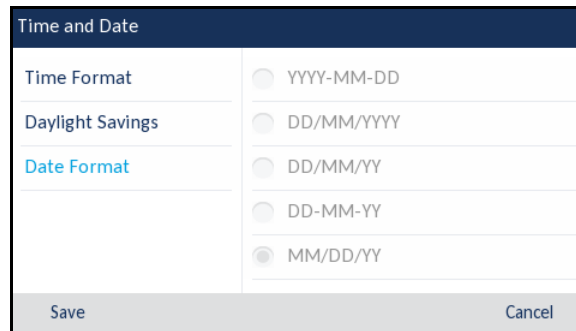 Time and Date
Time Format
Daylight Savings
Date Format
YYYY-MM-DD
DD/MM/YYYY
DD/MM/YY
DD-MM-YY
MM/DD/YY
Save
Cancel